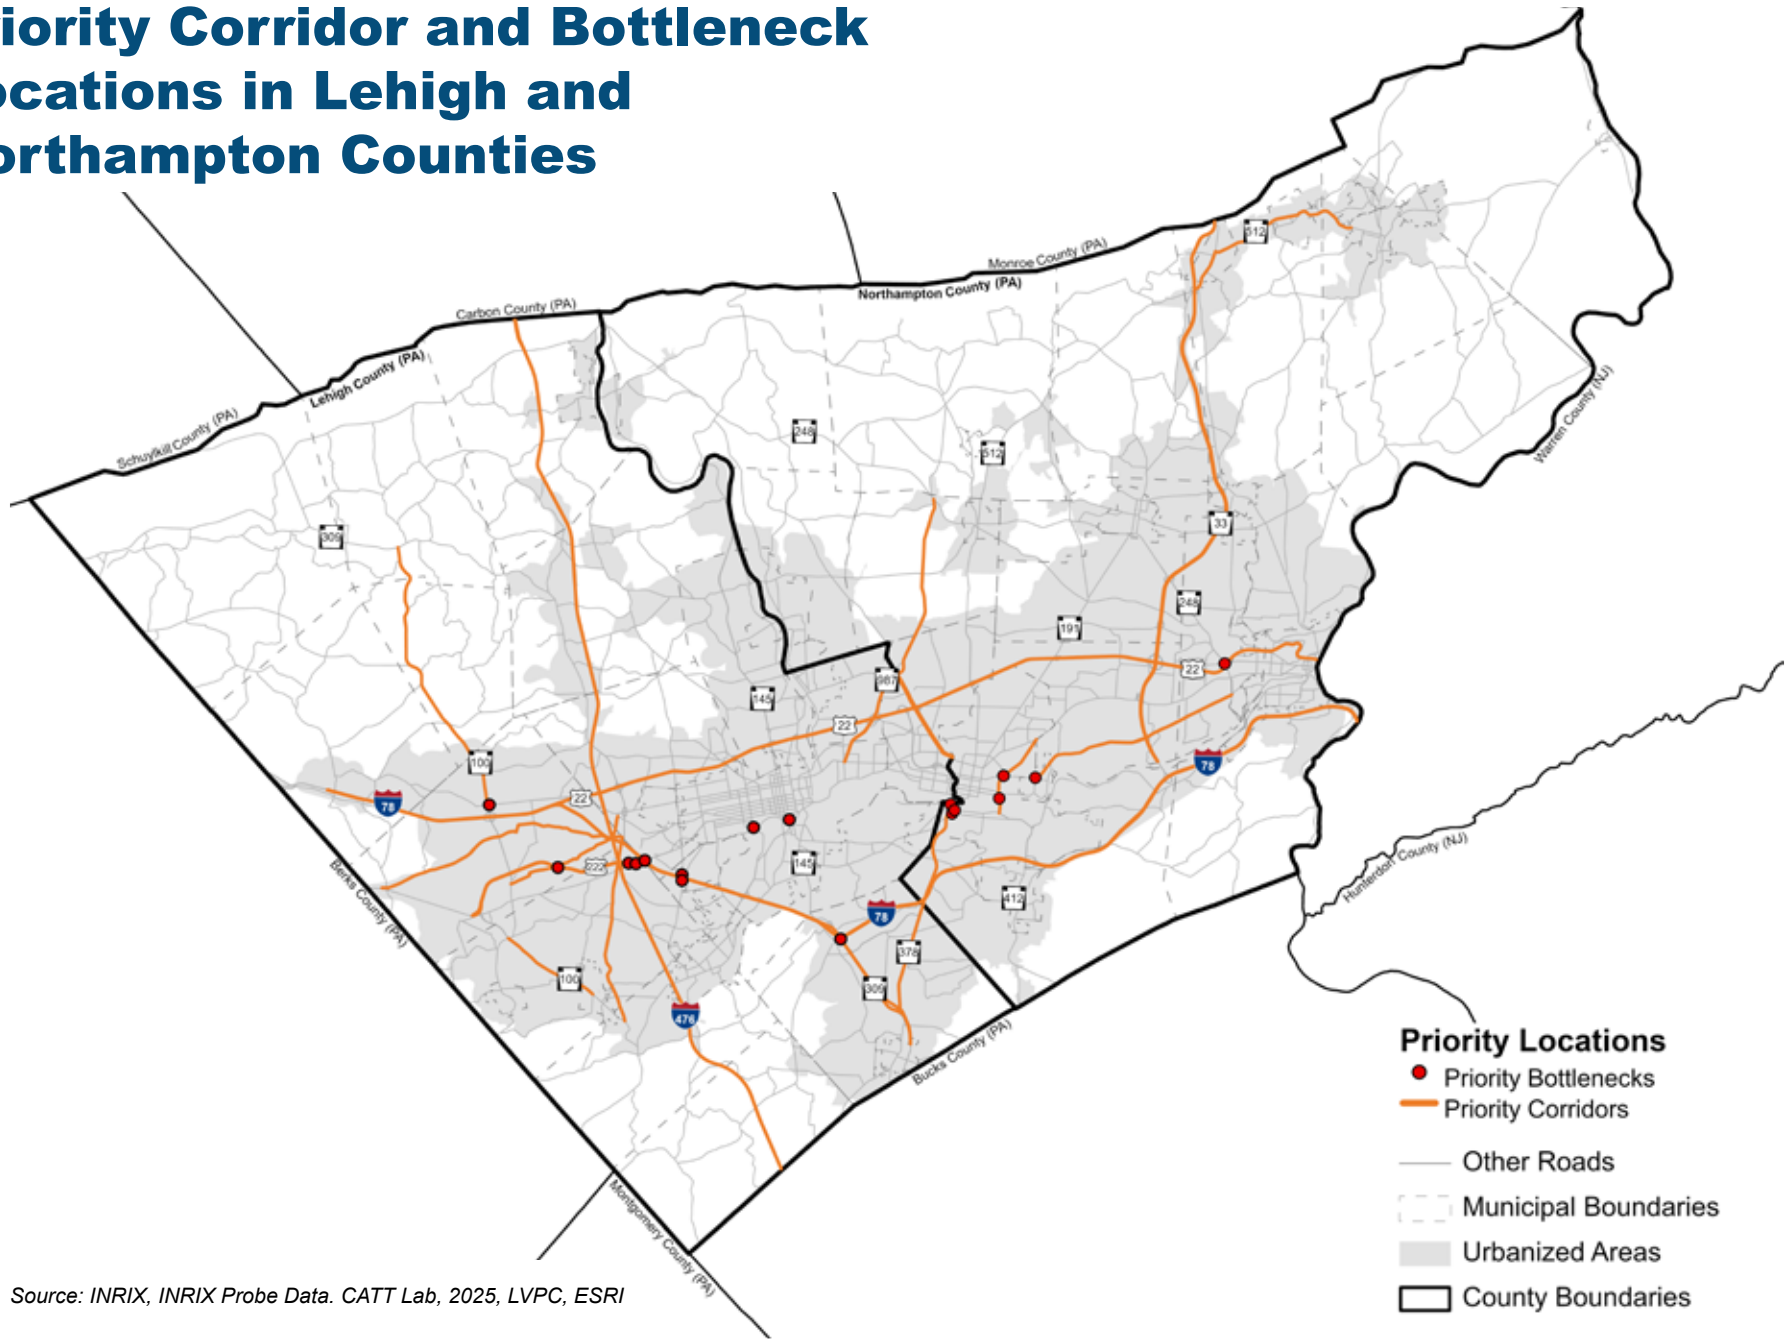 iority Corridor and Bottleneck
ocations in Lehigh and
orthampton Counties
512
Monroe County (PA)
Northampton County (PA)
Carbon County (PA)
Lehigh County (PA)
Schuylkill County (PA)
Warren County (NJ)
248
512
309
33
248
191
22
987
145
22
100
78
78
22
222
145
Berks County (PA)
412
78
378
309
100
476
Hunterdon County (NJ)
Bucks County (PA)
Montgomery County (PA)
Priority Locations
Priority Bottlenecks
Priority Corridors
Other Roads
Municipal Boundaries
Urbanized Areas
County Boundaries
Source: INRIX, INRIX Probe Data. CATT Lab, 2025, LVPC, ESRI